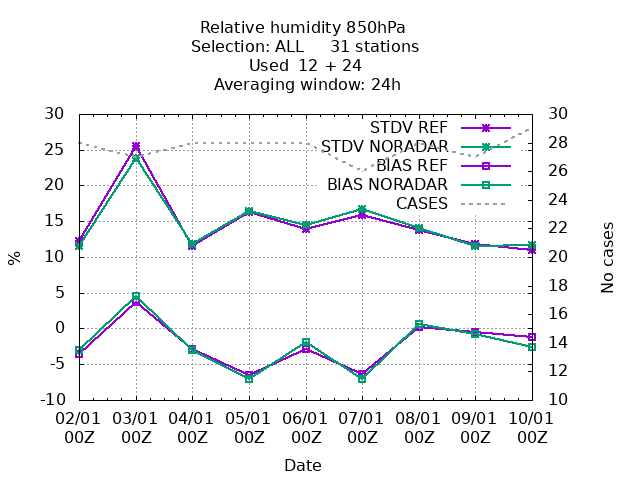 Relative humidity 850hPa
Selection: ALL 31 stations
Used 12 + 24
Averaging window: 24h
STDV REF
STDV NORADAR
BIAS REF
BIAS NORADAR
CASES
30
25
20
15
10
5
0
-5
-10
%
30
28
26
24
22
20
18
16
14
12
10
No cases
02/01 03/01 04/01 05/01 06/01 07/01 08/01 09/01 10/01
00Z 00Z 00Z 00Z 00Z 00Z 00Z 00Z 00Z
Date